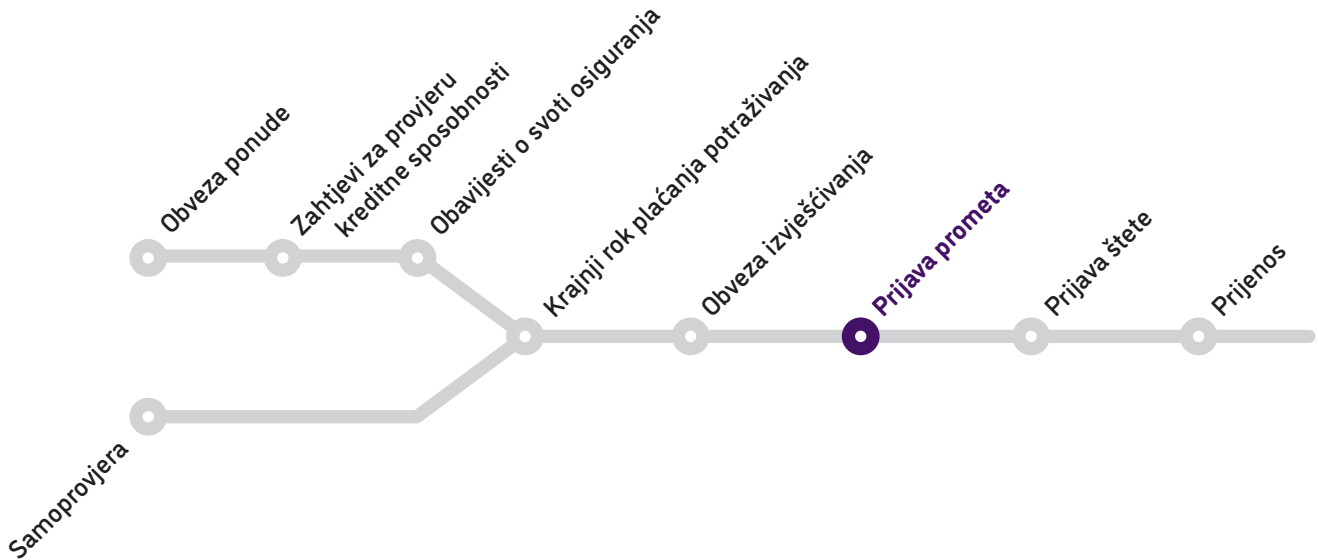 Obveza ponude
Zahtjevi za provjeru
kreditne sposobnosti
Obavijesti o svoti osiguranja
Krajnji rok plaćanja potraživanja
Obveza izvješćivanja
Prijava prometa
Prijava štete
Prijenos
Samoprovjera